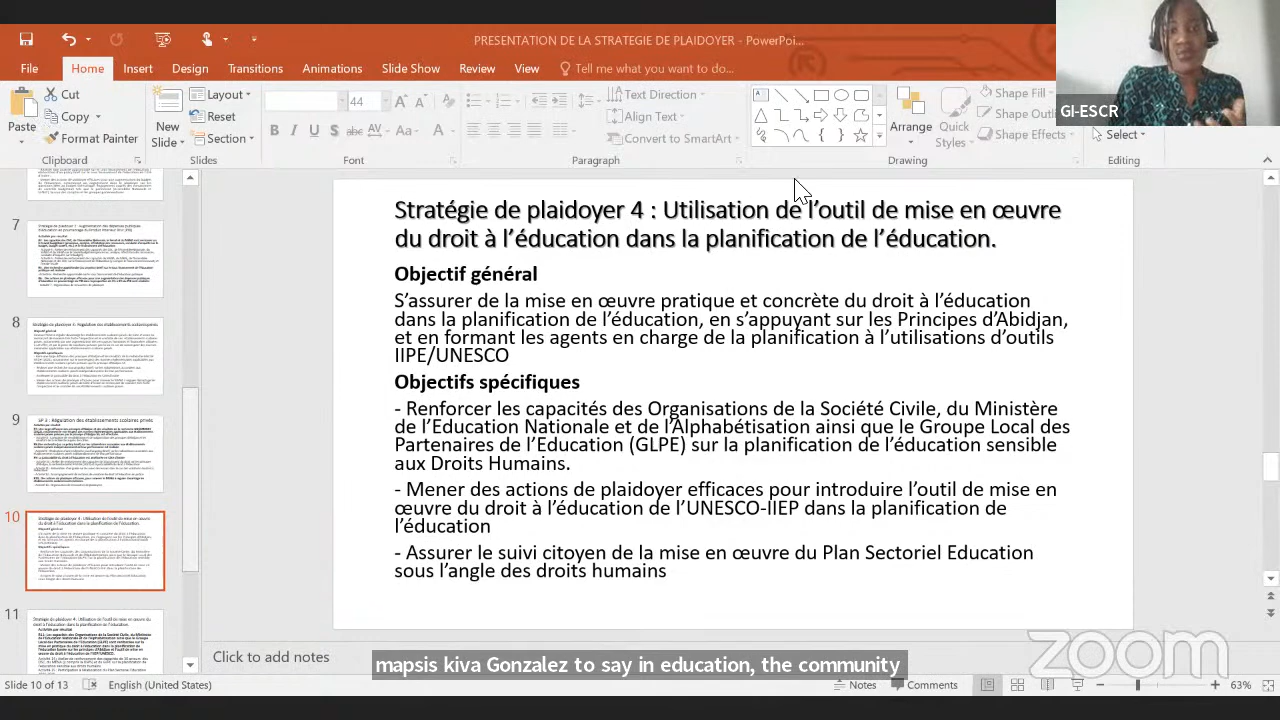 PRESENTATION DE LA STRATEGIE DE PLAIDOYER - PowerPoi...
File Home Insert Design Transitions Animations Slide Show Review View Tell me what you want to do...
GI-ESCR
Paste
Cut
Copy
Format Painter
Clipboard
New Slide
Layout
Reset
Section
Slides
44
B I U S abc AV Aa A
Font
Text Direction
Align Text
Convert to SmartArt
Paragraph
Arrange
Quick Styles
Shape Fill
Shape Outli
Shape Effects
Drawing
Select
Editing
7
8
9
10
11
Stratégie de plaidoyer 4 : Utilisation de l’outil de mise en œuvre
du droit à l’éducation dans la planification de l’éducation.
Objectif général
S’assurer de la mise en œuvre pratique et concrète du droit à l’éducation
dans la planification de l’éducation, en s’appuyant sur les Principes d’Abidjan,
et en formant les agents en charge de la planification à l’utilisations d’outils
IIPE/UNESCO
Objectifs spécifiques
- Renforcer les capacités des Organisations de la Société Civile, du Ministère
de l’Education Nationale et de l’Alphabétisation ainsi que le Groupe Local des
Partenaires de l’Education (GLPE) sur la planification de l’éducation sensible
aux Droits Humains.
- Mener des actions de plaidoyer efficaces pour introduire l’outil de mise en
œuvre du droit à l’éducation de l’UNESCO-IIEP dans la planification de
l’éducation
- Assurer le suivi citoyen de la mise en œuvre du Plan Sectoriel Education
sous l’angle des droits humains
Click to add notes
mapsis kiva Gonzalez to say in education, the community
zoom
Slide 10 of 13 English (United States) Notes Comments 63%